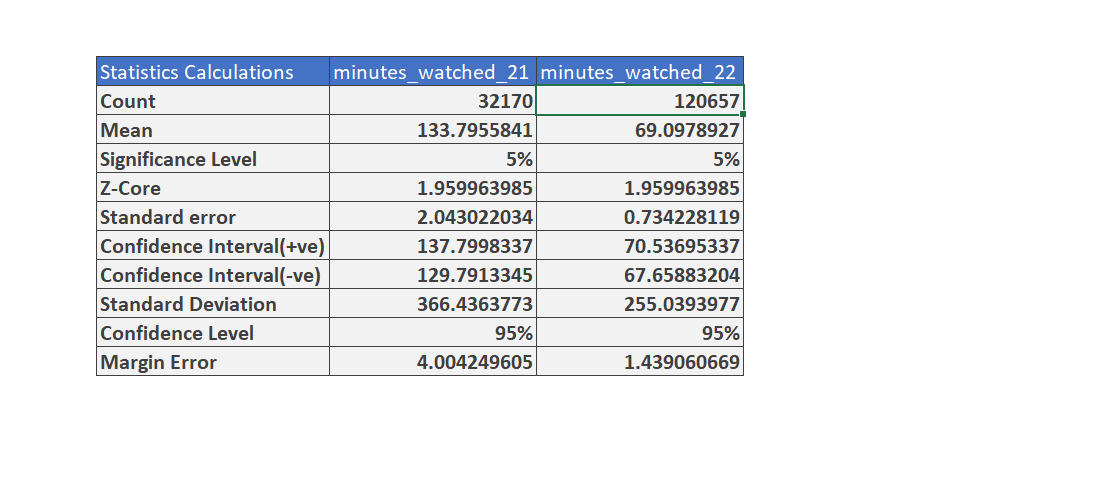 Statistics Calculations minutes_watched_21 minutes_watched_22
Count 32170 120657
Mean 133.7955841 69.0978927
Significance Level 5% 5%
Z-Core 1.959963985 1.959963985
Standard error 2.043022034 0.734228119
Confidence Interval(+ve) 137.7998337 70.53695337
Confidence Interval(-ve) 129.7913345 67.65883204
Standard Deviation 366.4363773 255.0393977
Confidence Level 95% 95%
Margin Error 4.004249605 1.439060669